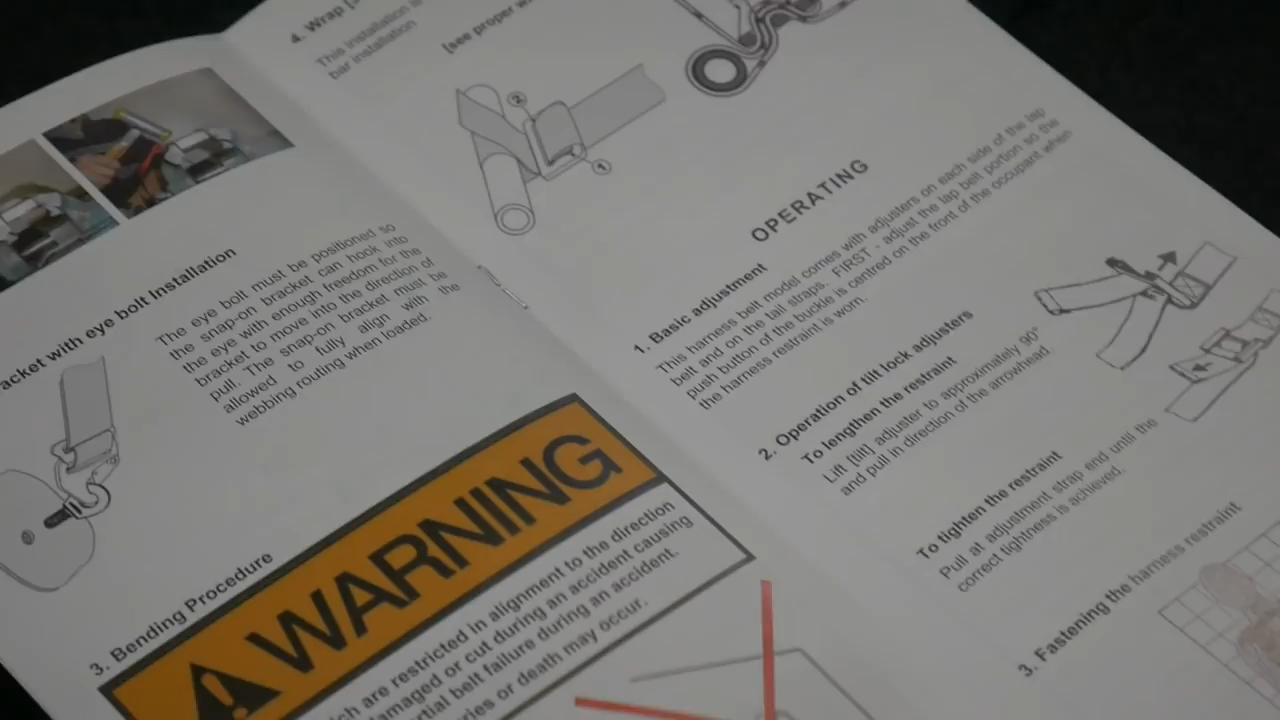 acket with eye bolt Installation
The eye bolt must be positioned so
the snap-on bracket can hook into
the eye with enough freedom for the
bracket to move into the direction of
pull. The snap-on bracket must be
allowed to fully align with the
webbing routing when loaded.
3. Bending Procedure
WARNING
ich are restricted in alignment to the direction
damaged or cut during an accident causing
artial belt failure during an accident.
ries or death may occur.
4. Wrap
This installation is
bar installation
[see proper w
2
4
OPERATING
1. Basic adjustment
This harness belt model comes with adjusters on each side of the lap
belt and on the tail straps. FIRST - adjust the lap belt portion so the
push button of the buckle is centred on the front of the occupant when
the harness restraint is worn.
2. Operation of tilt lock adjusters
To lengthen the restraint
Lift [tilt] adjuster to approximately 90°
and pull in direction of the arrowhead
To tighten the restraint
Pull at adjustment strap end until the
correct tightness is achieved.
3. Fastening the harness restraint